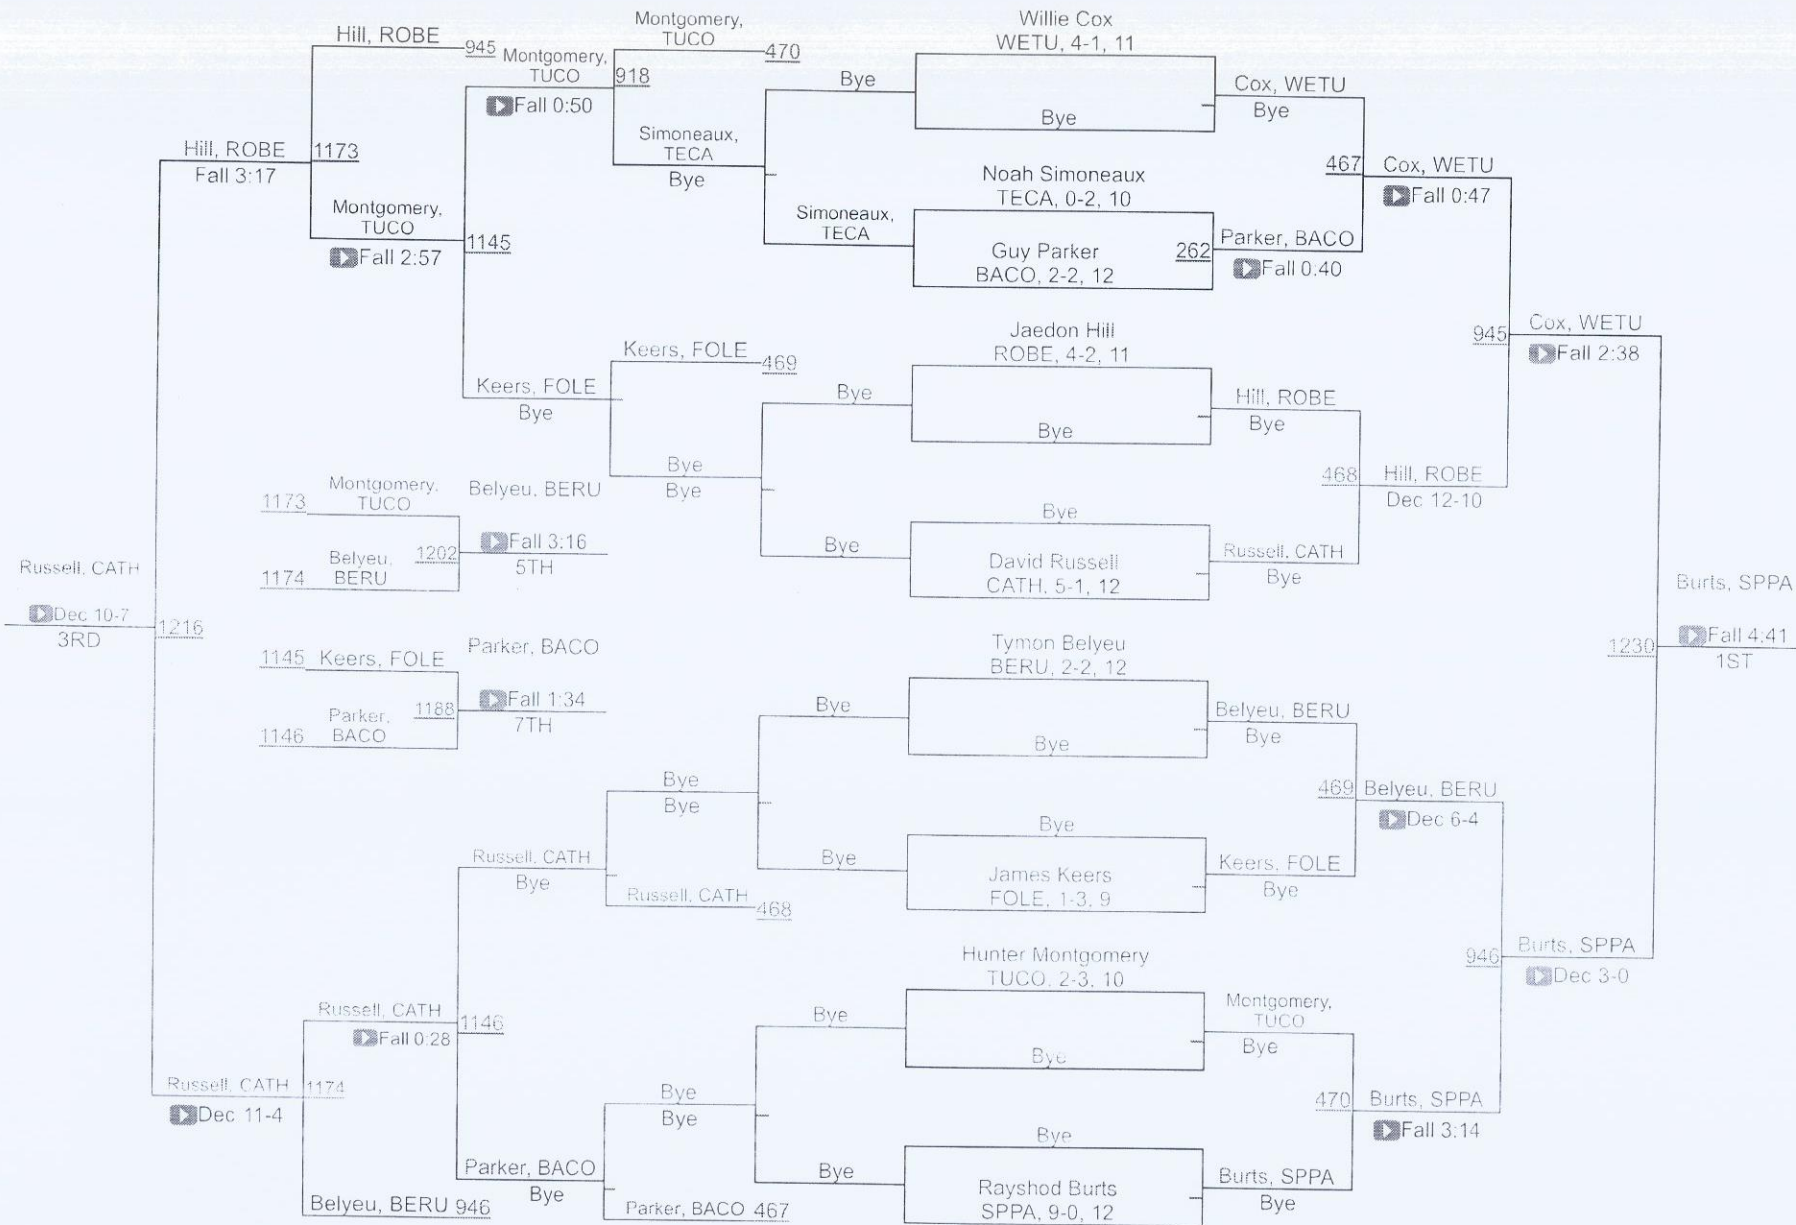 Willie Cox
WETU, 4-1, 11
Bye
Bye
Cox, WETU
Bye
Noah Simoneaux
TECA, 0-2, 10
Simoneaux,
TECA
Guy Parker
BACO, 2-2, 12
262
Parker, BACO
Fall 0:40
467
Cox, WETU
Fall 0:47
Jaedon Hill
ROBE, 4-2, 11
Bye
Bye
Hill, ROBE
Bye
Bye
Bye
David Russell
CATH, 5-1, 12
Russell, CATH
Bye
468
Hill, ROBE
Dec 12-10
945
Cox, WETU
Fall 2:38
Tymon Belyeu
BERU, 2-2, 12
Bye
Bye
Belyeu, BERU
Bye
Bye
Bye
James Keers
FOLE, 1-3, 9
Keers, FOLE
Bye
469
Belyeu, BERU
Dec 6-4
Hunter Montgomery
TUCO, 2-3, 10
Bye
Bye
Montgomery,
TUCO
Bye
Bye
Bye
Rayshod Burts
SPPA, 9-0, 12
Burts, SPPA
Bye
470
Burts, SPPA
Fall 3:14
946
Burts, SPPA
Dec 3-0
1230
Burts, SPPA
Fall 4:41
1ST
Montgomery,
TUCO
470
Simoneaux,
TECA
Bye
918
Montgomery,
TUCO
Fall 0:50
Keers, FOLE
469
Bye
Bye
Keers, FOLE
Bye
1145
Montgomery,
TUCO
Fall 2:57
Hill, ROBE
945
1173
Hill, ROBE
Fall 3:17
1173
Montgomery,
TUCO
1174
Belyeu,
BERU
1202
Belyeu, BERU
Fall 3:16
5TH
1145 Keers, FOLE
1146
Parker,
BACO
1188
Parker, BACO
Fall 1:34
7TH
Bye
Bye
Russell, CATH
468
Russell, CATH
Bye
Bye
Bye
Parker, BACO 467
Parker, BACO
Bye
1146
Russell, CATH
Fall 0:28
Belyeu, BERU 946
1174
Russell, CATH
Dec 11-4
1216
Russell, CATH
Dec 10-7
3RD